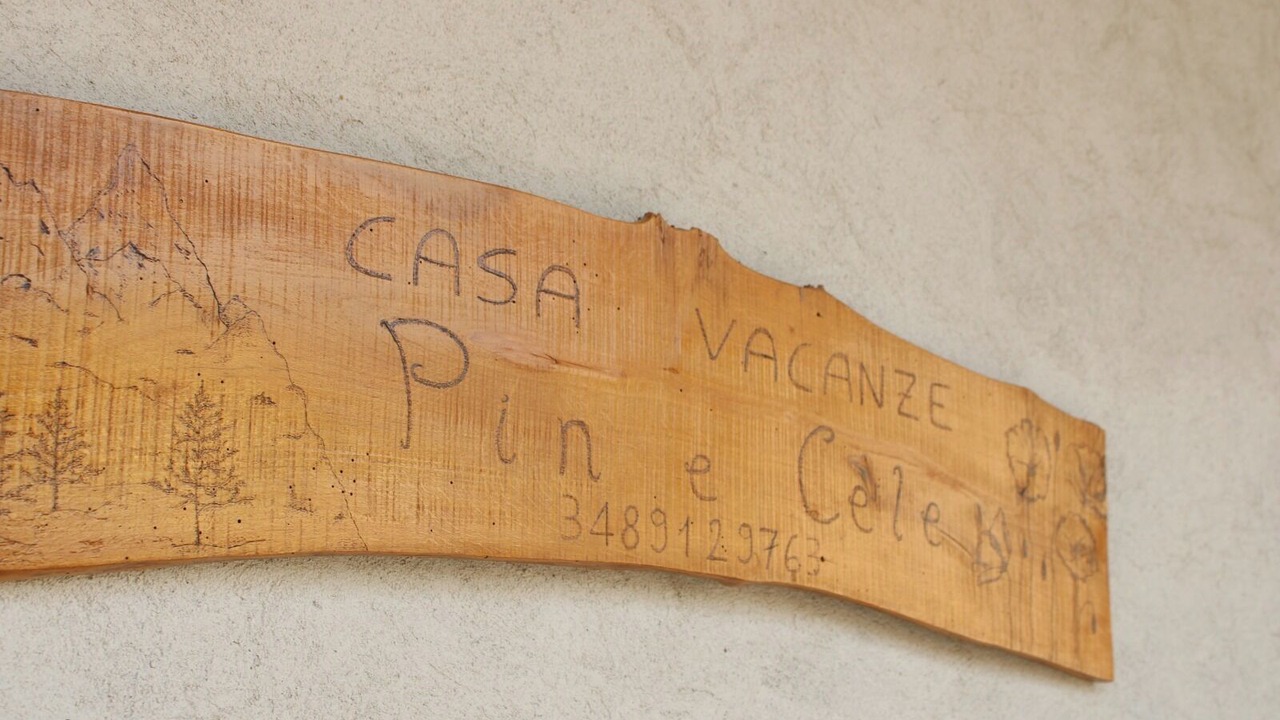 CASA VACANZE
Pin e Cele
3489129763